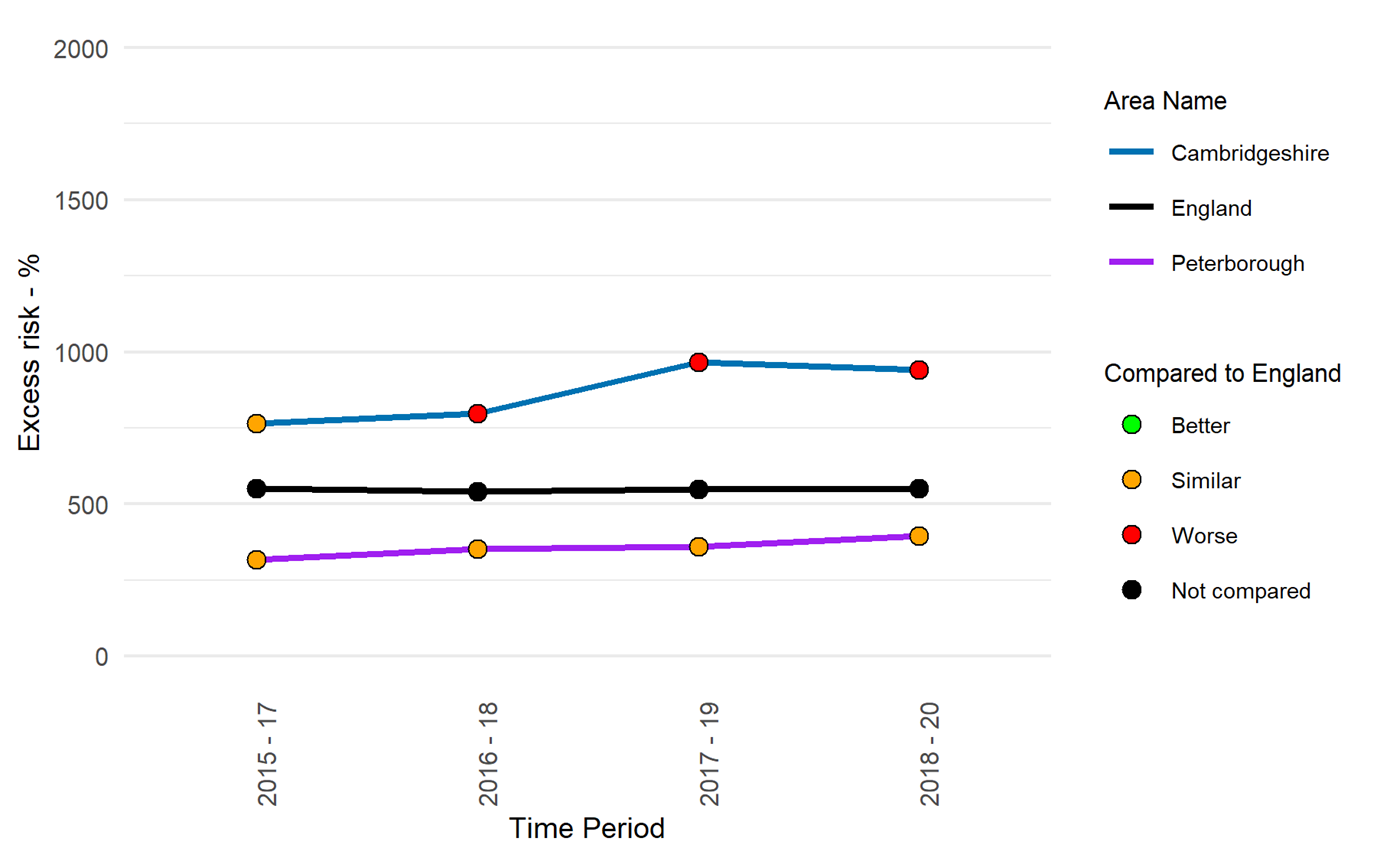 2000
1500
1000
500
0
Excess risk - %
2015 - 17
2016 - 18
2017 - 19
2018 - 20
Time Period
Area Name
Cambridgeshire
England
Peterborough
Compared to England
Better
Similar
Worse
Not compared